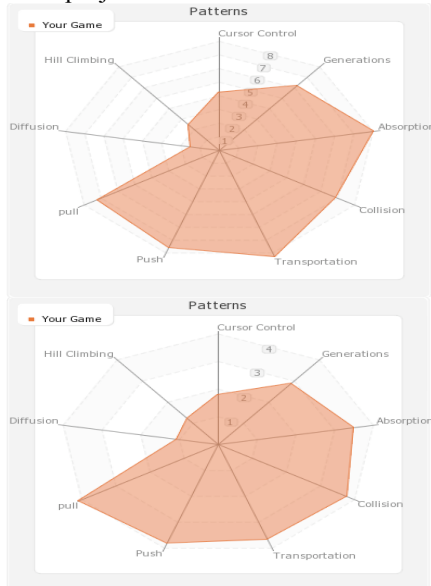 Patterns
Your Game
Cursor Control
Hill Climbing
Generations
8
7
6
5
4
3
2
1
Diffusion
Absorption
pull
Collision
Push
Transportation
Patterns
Your Game
Cursor Control
Hill Climbing
Generations
4
3
2
1
Diffusion
Absorption
pull
Collision
Push
Transportation